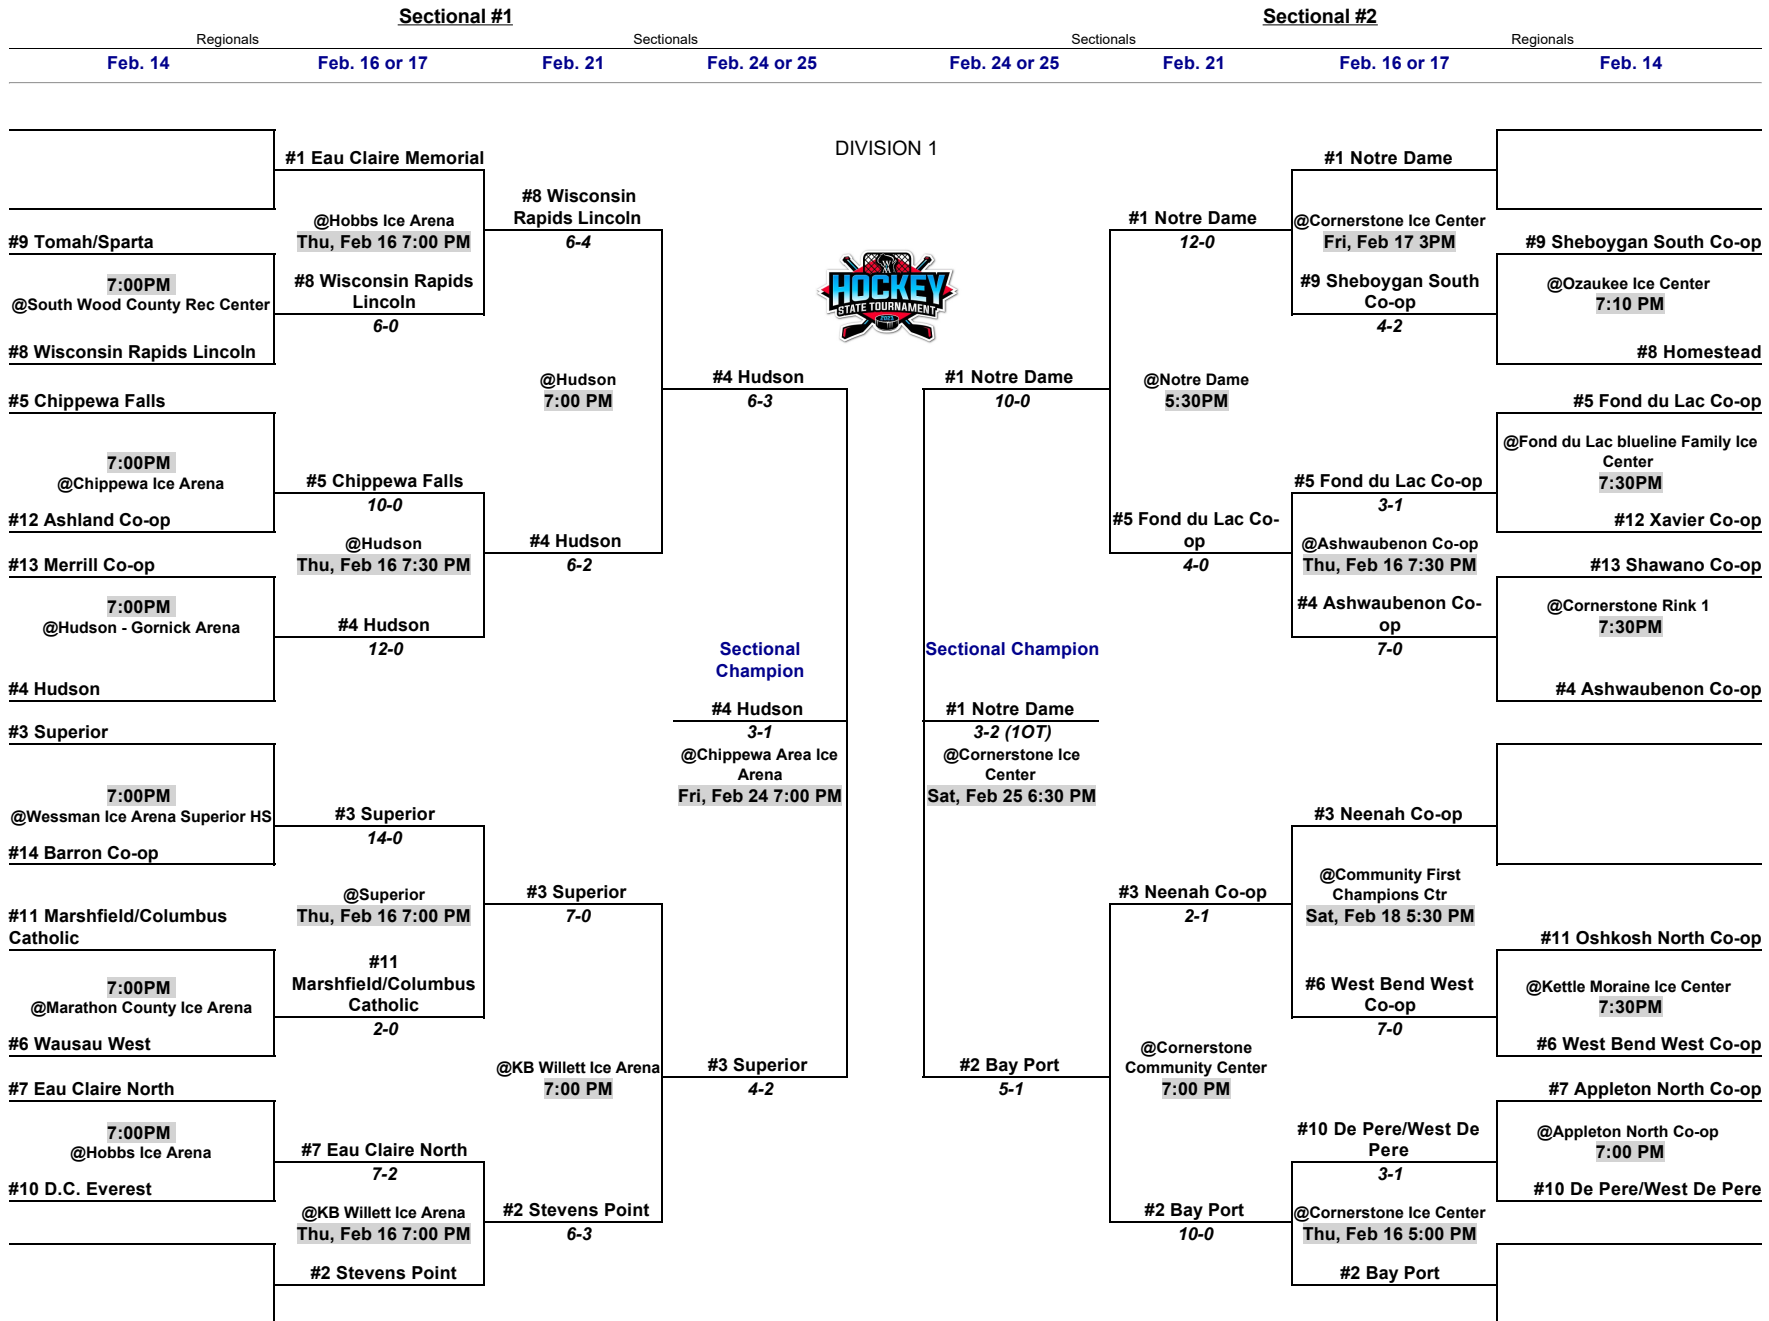 Sectional #1
Sectional #2
Regionals
Sectionals
Sectionals
Regionals
Feb. 14
Feb. 16 or 17
Feb. 21
Feb. 24 or 25
Feb. 24 or 25
Feb. 21
Feb. 16 or 17
Feb. 14
DIVISION 1
HOCKEY
STATE TOURNAMENT
#9 Tomah/Sparta
7:00PM
@South Wood County Rec Center
#8 Wisconsin Rapids Lincoln
#5 Chippewa Falls
7:00PM
@Chippewa Ice Arena
#12 Ashland Co-op
#13 Merrill Co-op
7:00PM
@Hudson - Gornick Arena
#4 Hudson
#3 Superior
7:00PM
@Wessman Ice Arena Superior HS
#14 Barron Co-op
#11 Marshfield/Columbus
Catholic
7:00PM
@Marathon County Ice Arena
#6 Wausau West
#7 Eau Claire North
7:00PM
@Hobbs Ice Arena
#10 D.C. Everest
#1 Eau Claire Memorial
@Hobbs Ice Arena
Thu, Feb 16 7:00 PM
#8 Wisconsin Rapids
Lincoln
6-0
#5 Chippewa Falls
10-0
@Hudson
Thu, Feb 16 7:30 PM
#4 Hudson
12-0
#3 Superior
14-0
@Superior
Thu, Feb 16 7:00 PM
#11
Marshfield/Columbus
Catholic
2-0
#7 Eau Claire North
7-2
@KB Willett Ice Arena
Thu, Feb 16 7:00 PM
#2 Stevens Point
#8 Wisconsin
Rapids Lincoln
6-4
@Hudson
7:00 PM
#4 Hudson
6-2
#3 Superior
7-0
@KB Willett Ice Arena
7:00 PM
#2 Stevens Point
6-3
#4 Hudson
6-3
Sectional
Champion
#4 Hudson
3-1
@Chippewa Area Ice
Arena
Fri, Feb 24 7:00 PM
#3 Superior
4-2
#1 Notre Dame
10-0
Sectional Champion
#1 Notre Dame
3-2 (1OT)
@Cornerstone Ice
Center
Sat, Feb 25 6:30 PM
#2 Bay Port
5-1
#1 Notre Dame
12-0
@Notre Dame
5:30PM
#5 Fond du Lac Co-
op
4-0
#3 Neenah Co-op
2-1
@Cornerstone
Community Center
7:00 PM
#2 Bay Port
10-0
#1 Notre Dame
@Cornerstone Ice Center
Fri, Feb 17 3PM
#9 Sheboygan South
Co-op
4-2
#5 Fond du Lac Co-op
3-1
@Ashwaubenon Co-op
Thu, Feb 16 7:30 PM
#4 Ashwaubenon Co-
op
7-0
#3 Neenah Co-op
@Community First
Champions Ctr
Sat, Feb 18 5:30 PM
#6 West Bend West
Co-op
7-0
#10 De Pere/West De
Pere
3-1
@Cornerstone Ice Center
Thu, Feb 16 5:00 PM
#2 Bay Port
#9 Sheboygan South Co-op
@Ozaukee Ice Center
7:10 PM
#8 Homestead
#5 Fond du Lac Co-op
@Fond du Lac blueline Family Ice
Center
7:30PM
#12 Xavier Co-op
#13 Shawano Co-op
@Cornerstone Rink 1
7:30PM
#4 Ashwaubenon Co-op
#11 Oshkosh North Co-op
@Kettle Moraine Ice Center
7:30PM
#6 West Bend West Co-op
#7 Appleton North Co-op
@Appleton North Co-op
7:00 PM
#10 De Pere/West De Pere